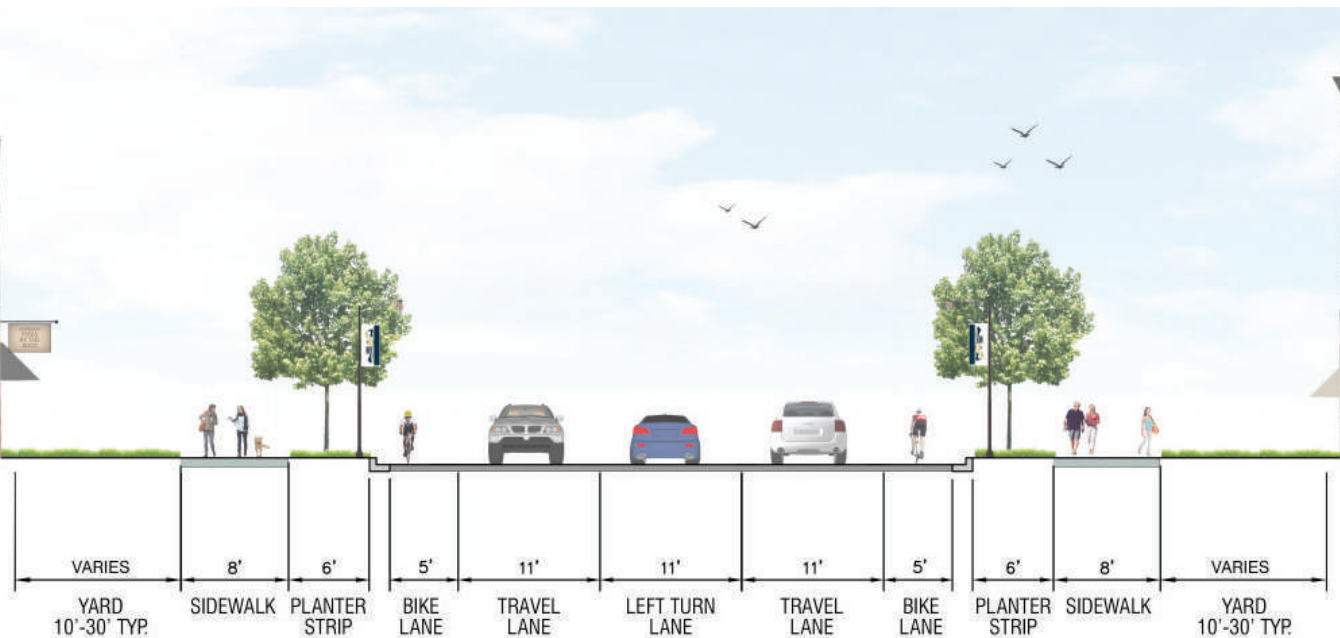 VARIES 8' 6' 5' 11' 11' 11' 5' 6' 8' VARIES
YARD SIDEWALK PLANTER BIKE TRAVEL LEFT TURN TRAVEL BIKE PLANTER SIDEWALK YARD
10'-30' TYP. STRIP LANE LANE LANE LANE LANE STRIP 10'-30' TYP.